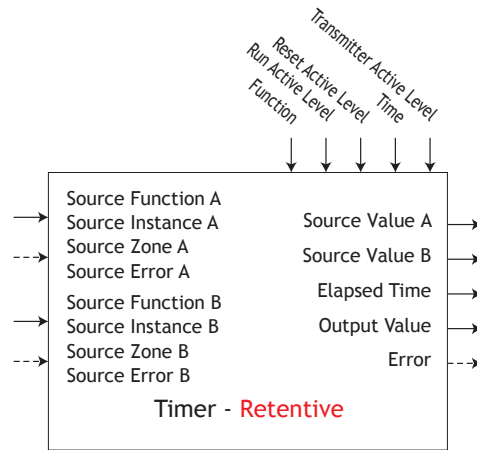 Function
Run Active Level
Reset Active Level
Time
Transmitter Active Level
Source Function A
Source Instance A
Source Zone A
Source Error A
Source Function B
Source Instance B
Source Zone B
Source Error B
Source Value A
Source Value B
Elapsed Time
Output Value
Error
Timer - Retentive